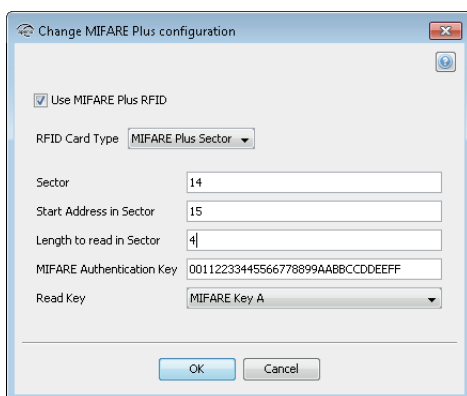 Change MIFARE Plus configuration
Use MIFARE Plus RFID
RFID Card Type MIFARE Plus Sector
Sector 14
Start Address in Sector 15
Length to read in Sector 4
MIFARE Authentication Key 00112233445566778899AABBCCDDEEFF
Read Key MIFARE Key A
OK Cancel